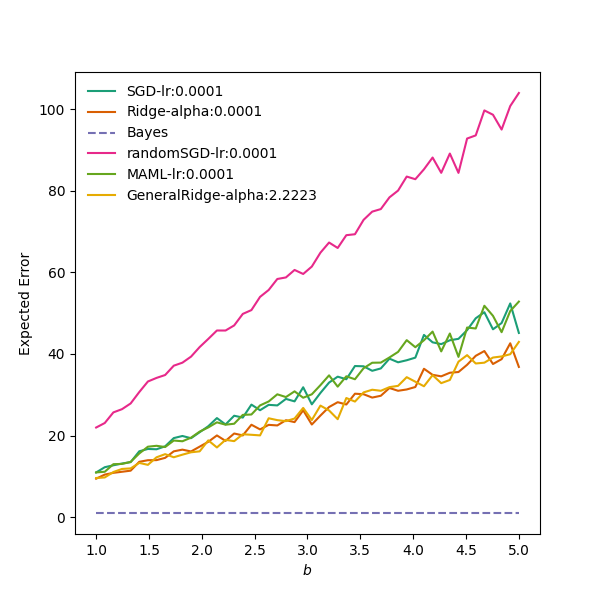 SGD-lr:0.0001
Ridge-alpha:0.0001
Bayes
randomSGD-lr:0.0001
MAML-lr:0.0001
GeneralRidge-alpha:2.2223
Expected Error
100
80
60
40
20
0
1.0 1.5 2.0 2.5 3.0 3.5 4.0 4.5 5.0
b